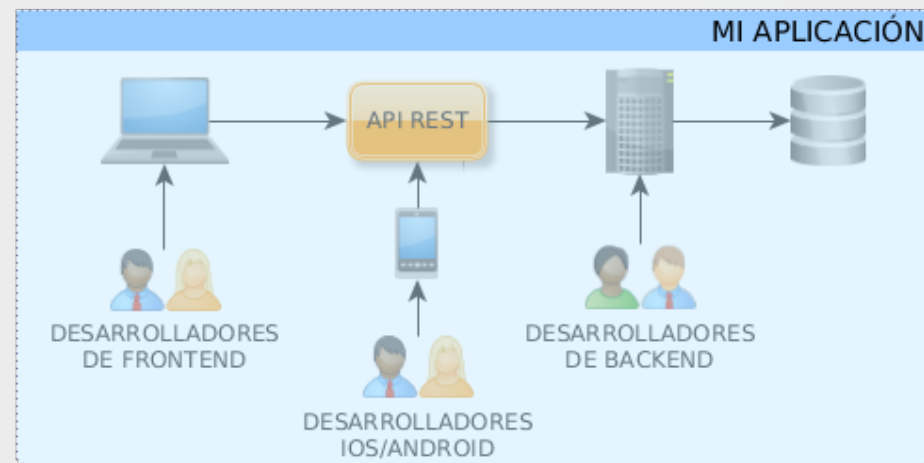 MI APLICACIÓN
API REST
DESARROLLADORES
DE FRONTEND
DESARROLLADORES
DE BACKEND
DESARROLLADORES
IOS/ANDROID